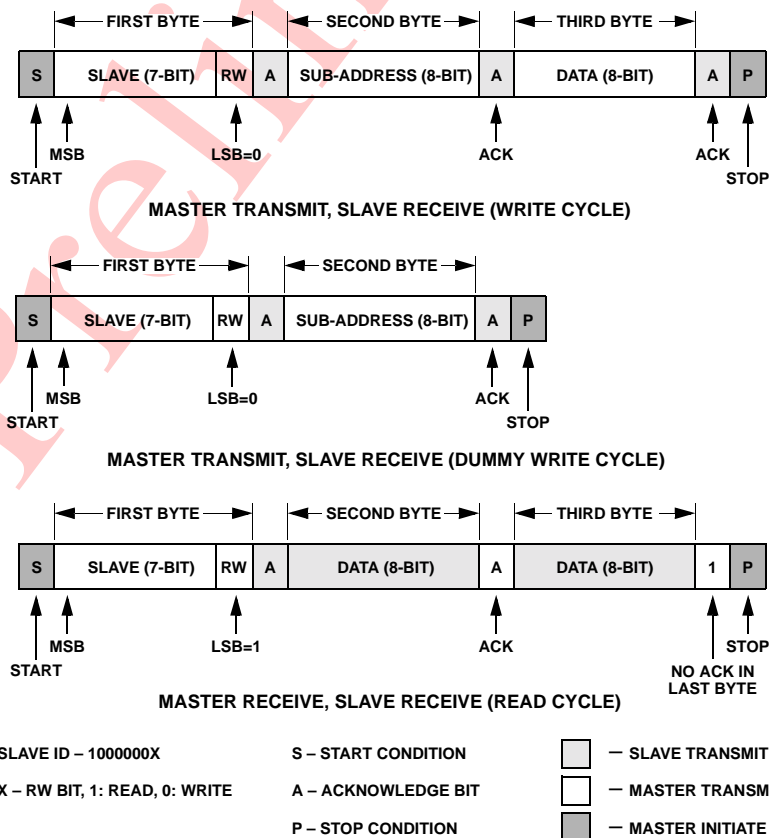 FIRST BYTE SECOND BYTE THIRD BYTE
S SLAVE (7-BIT) RW A SUB-ADDRESS (8-BIT) A DATA (8-BIT) A P
MSB LSB=0 ACK ACK
START STOP
MASTER TRANSMIT, SLAVE RECEIVE (WRITE CYCLE)
FIRST BYTE SECOND BYTE
S SLAVE (7-BIT) RW A SUB-ADDRESS (8-BIT) A P
MSB LSB=0 ACK
START STOP
MASTER TRANSMIT, SLAVE RECEIVE (DUMMY WRITE CYCLE)
FIRST BYTE SECOND BYTE THIRD BYTE
S SLAVE (7-BIT) RW A DATA (8-BIT) A DATA (8-BIT) 1 P
MSB LSB=1 ACK STOP
START NO ACK IN
LAST BYTE
MASTER RECEIVE, SLAVE RECEIVE (READ CYCLE)
SLAVE ID – 1000000X S – START CONDITION – SLAVE TRANSMIT
X – RW BIT, 1: READ, 0: WRITE A – ACKNOWLEDGE BIT – MASTER TRANSM
P – STOP CONDITION – MASTER INITIATE
Prelin